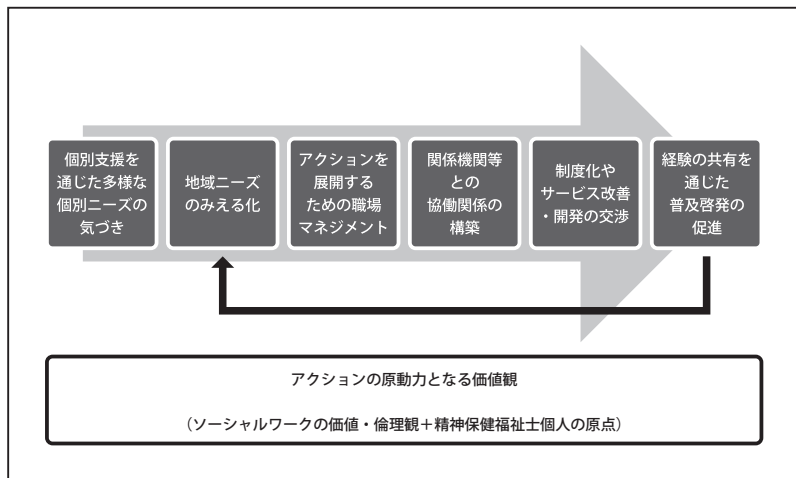 個別支援を
通じた多様な
個別ニーズの
気づき
地域ニーズ
のみえる化
アクションを
展開する
ための職場
マネジメント
関係機関等
との
協働関係の
構築
制度化や
サービス改善
・開発の交渉
経験の共有を
通じた
普及啓発の
促進
アクションの原動力となる価値観
（ソーシャルワークの価値・倫理観＋精神保健福祉士個人の原点）